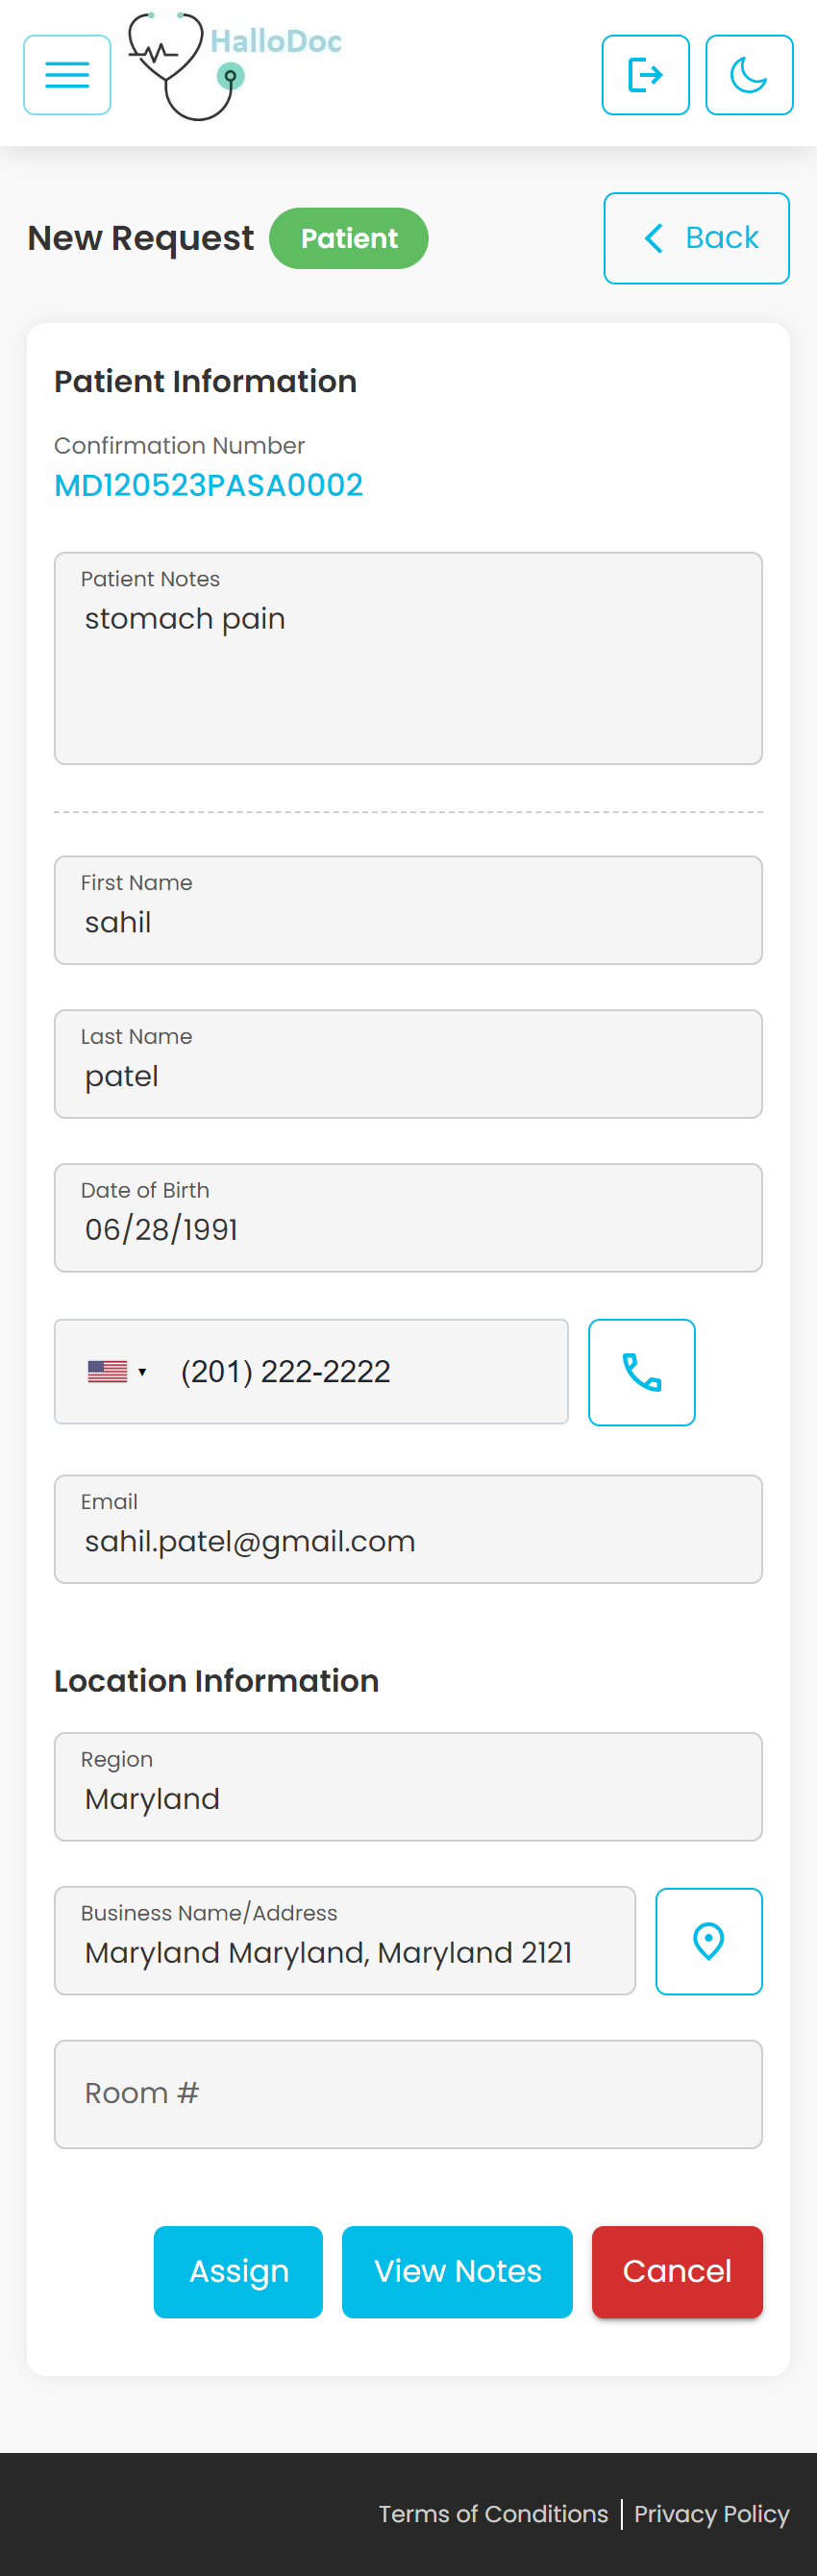 HalloDoc
New Request
Patient
Back
Patient Information
Confirmation Number
MD120523PASA0002
Patient Notes
stomach pain
First Name
sahil
Last Name
patel
Date of Birth
06/28/1991
(201) 222-2222
Email
sahil.patel@gmail.com
Location Information
Region
Maryland
Business Name/Address
Maryland Maryland, Maryland 2121
Room #
Assign
View Notes
Cancel
Terms of Conditions | Privacy Policy